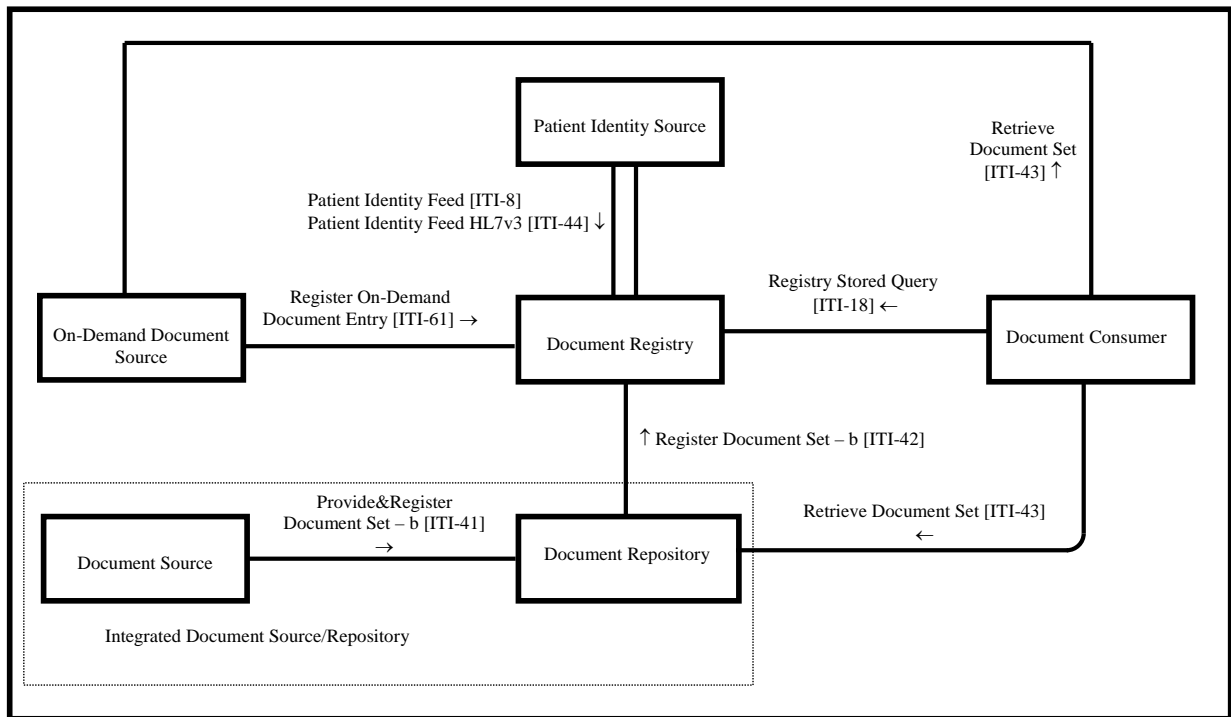 Patient Identity Source
Retrieve
Document Set
[ITI-43] ↑
Patient Identity Feed [ITI-8]
Patient Identity Feed HL7v3 [ITI-44] ↓
Register On-Demand
Document Entry [ITI-61] →
Registry Stored Query
[ITI-18] ←
On-Demand Document
Source
Document Registry
Document Consumer
↑ Register Document Set – b [ITI-42]
Provide&Register
Document Set – b [ITI-41]
→
Retrieve Document Set [ITI-43]
←
Document Source
Document Repository
Integrated Document Source/Repository